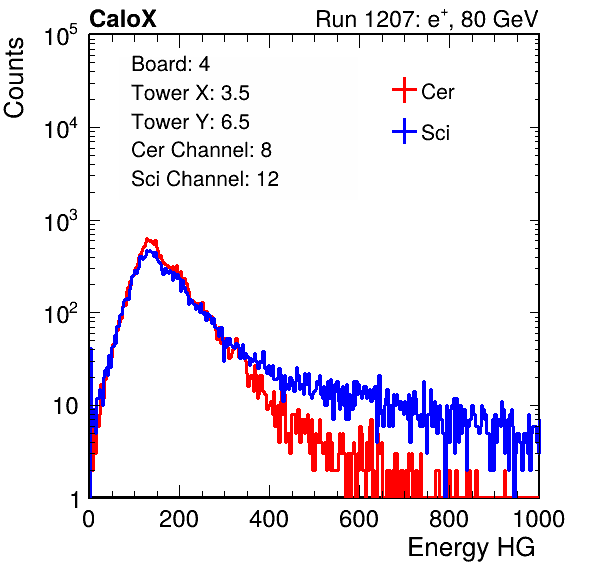 CaloX Run 1207: e⁺, 80 GeV
Counts
Board: 4
Tower X: 3.5
Tower Y: 6.5
Cer Channel: 8
Sci Channel: 12
Cer
Sci
10⁵
10⁴
10³
10²
10
1
0 200 400 600 800 1000
Energy HG